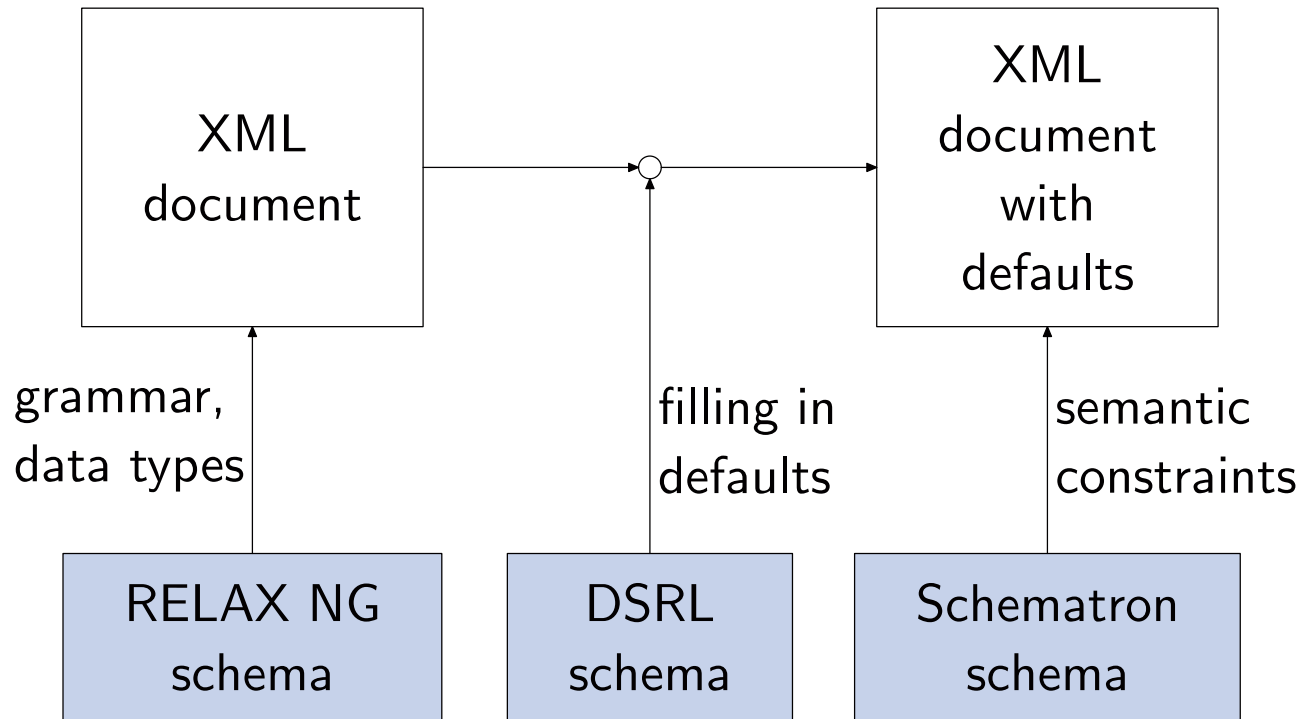 XML
document
XML
document
with
defaults
grammar,
data types
filling in
defaults
semantic
constraints
RELAX NG
schema
DSRL
schema
Schematron
schema